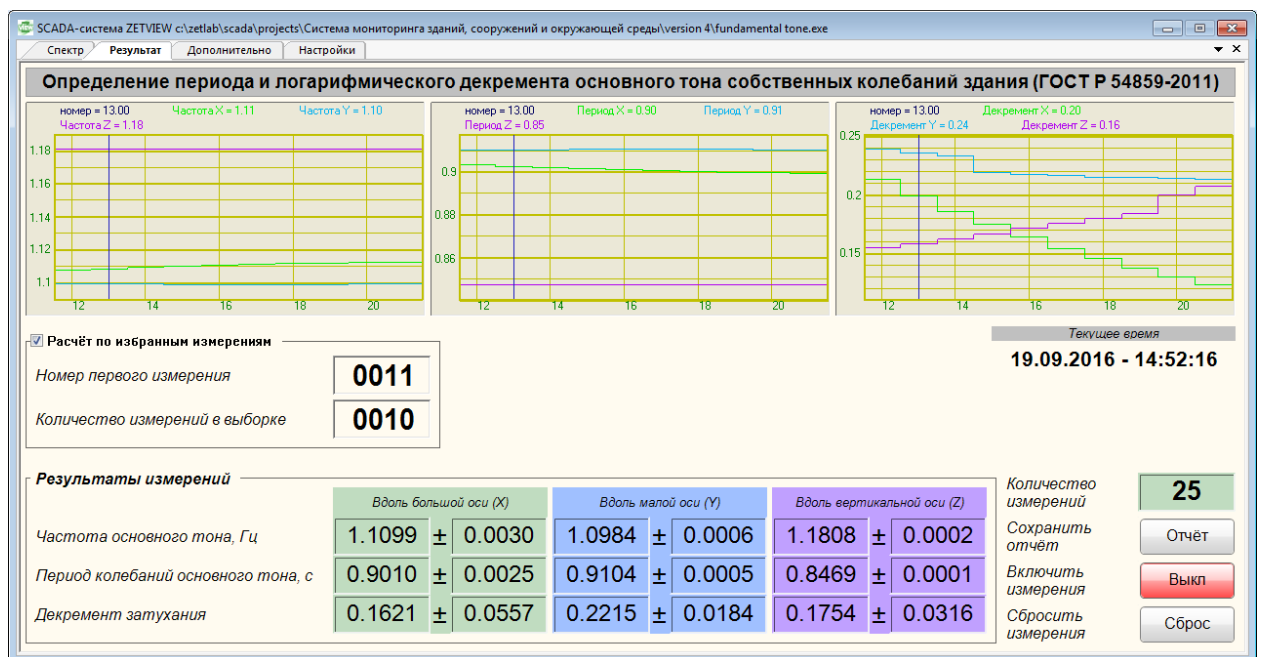 SCADA-система ZETVIEW c:\zetlab\scada\projects\Система мониторинга зданий, сооружений и окружающей среды\version 4\fundamental tone.exe
Спектр Результат Дополнительно Настройки
Определение периода и логарифмического декремента основного тона собственных колебаний здания (ГОСТ Р 54859-2011)
номер = 13.00 Частота X = 1.11 Частота Y = 1.10
Частота Z = 1.18
1.18
1.16
1.14
1.12
1.1
12 14 16 18 20
номер = 13.00 Период X = 0.90 Период Y = 0.91
Период Z = 0.85
0.9
0.88
0.86
12 14 16 18 20
номер = 13.00 Декремент X = 0.20
Декремент Y = 0.24 Декремент Z = 0.16
0.25
0.2
0.15
12 14 16 18 20
Расчёт по избранным измерениям
Номер первого измерения 0011
Количество измерений в выборке 0010
Текущее время
19.09.2016 - 14:52:16
Результаты измерений
Вдоль большой оси (X) Вдоль малой оси (Y) Вдоль вертикальной оси (Z)
Частота основного тона, Гц 1.1099 ± 0.0030 1.0984 ± 0.0006 1.1808 ± 0.0002
Период колебаний основного тона, с 0.9010 ± 0.0025 0.9104 ± 0.0005 0.8469 ± 0.0001
Декремент затухания 0.1621 ± 0.0557 0.2215 ± 0.0184 0.1754 ± 0.0316
Количество
измерений 25
Сохранить
отчёт Отчёт
Включить
измерения Выкл
Сбросить
измерения Сброс